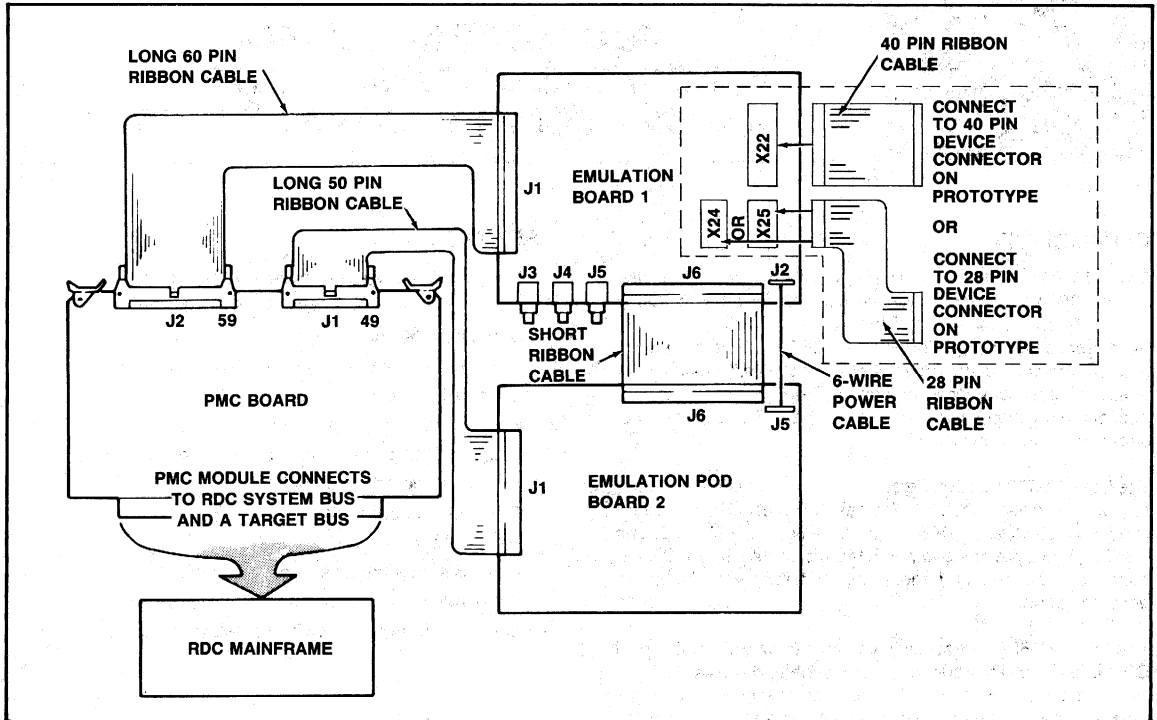 LONG 60 PIN
RIBBON CABLE
40 PIN RIBBON
CABLE
CONNECT
TO 40 PIN
DEVICE
CONNECTOR
ON
PROTOTYPE
X22
LONG 50 PIN
RIBBON CABLE
J1
EMULATION
BOARD 1
X24
OR
X25
OR
CONNECT
TO 28 PIN
DEVICE
CONNECTOR
ON
PROTOTYPE
J3
J4
J5
J6
J2
J2
59
J1
49
SHORT
RIBBON
CABLE
6-WIRE
POWER
CABLE
28 PIN
RIBBON
CABLE
PMC BOARD
J6
J5
PMC MODULE CONNECTS
TO RDC SYSTEM BUS
AND A TARGET BUS
J1
EMULATION POD
BOARD 2
RDC MAINFRAME